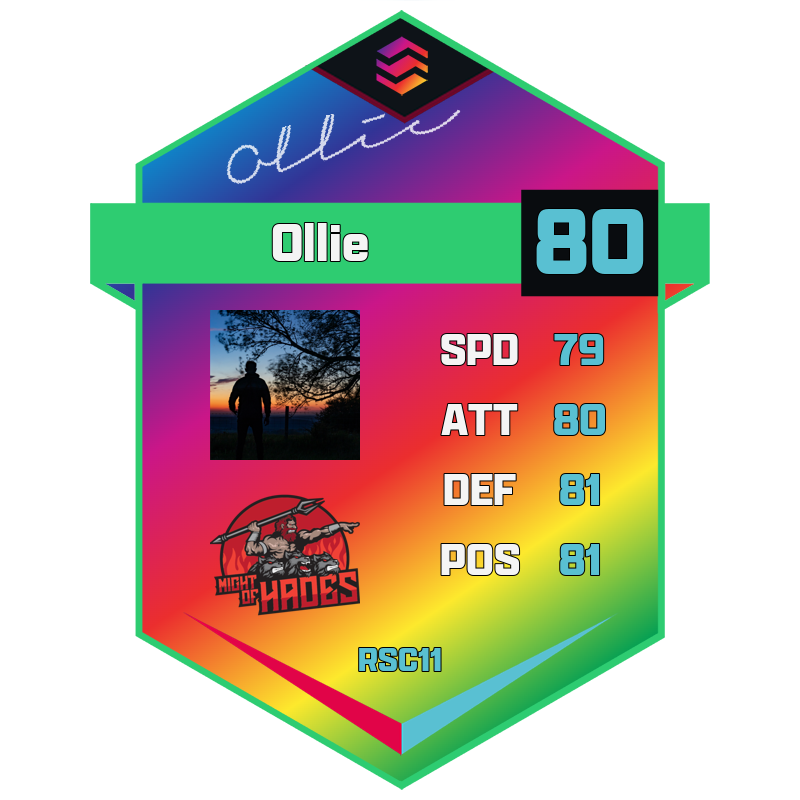 Ollie
Ollie
80
SPD 79
ATT 80
DEF 81
POS 81
MIGHT
OF HADES
RSC11